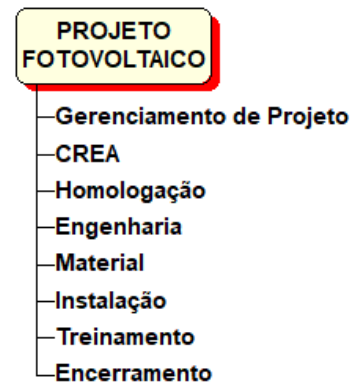 PROJETO
FOTOVOLTAICO
Gerenciamento de Projeto
CREA
Homologação
Engenharia
Material
Instalação
Treinamento
Encerramento